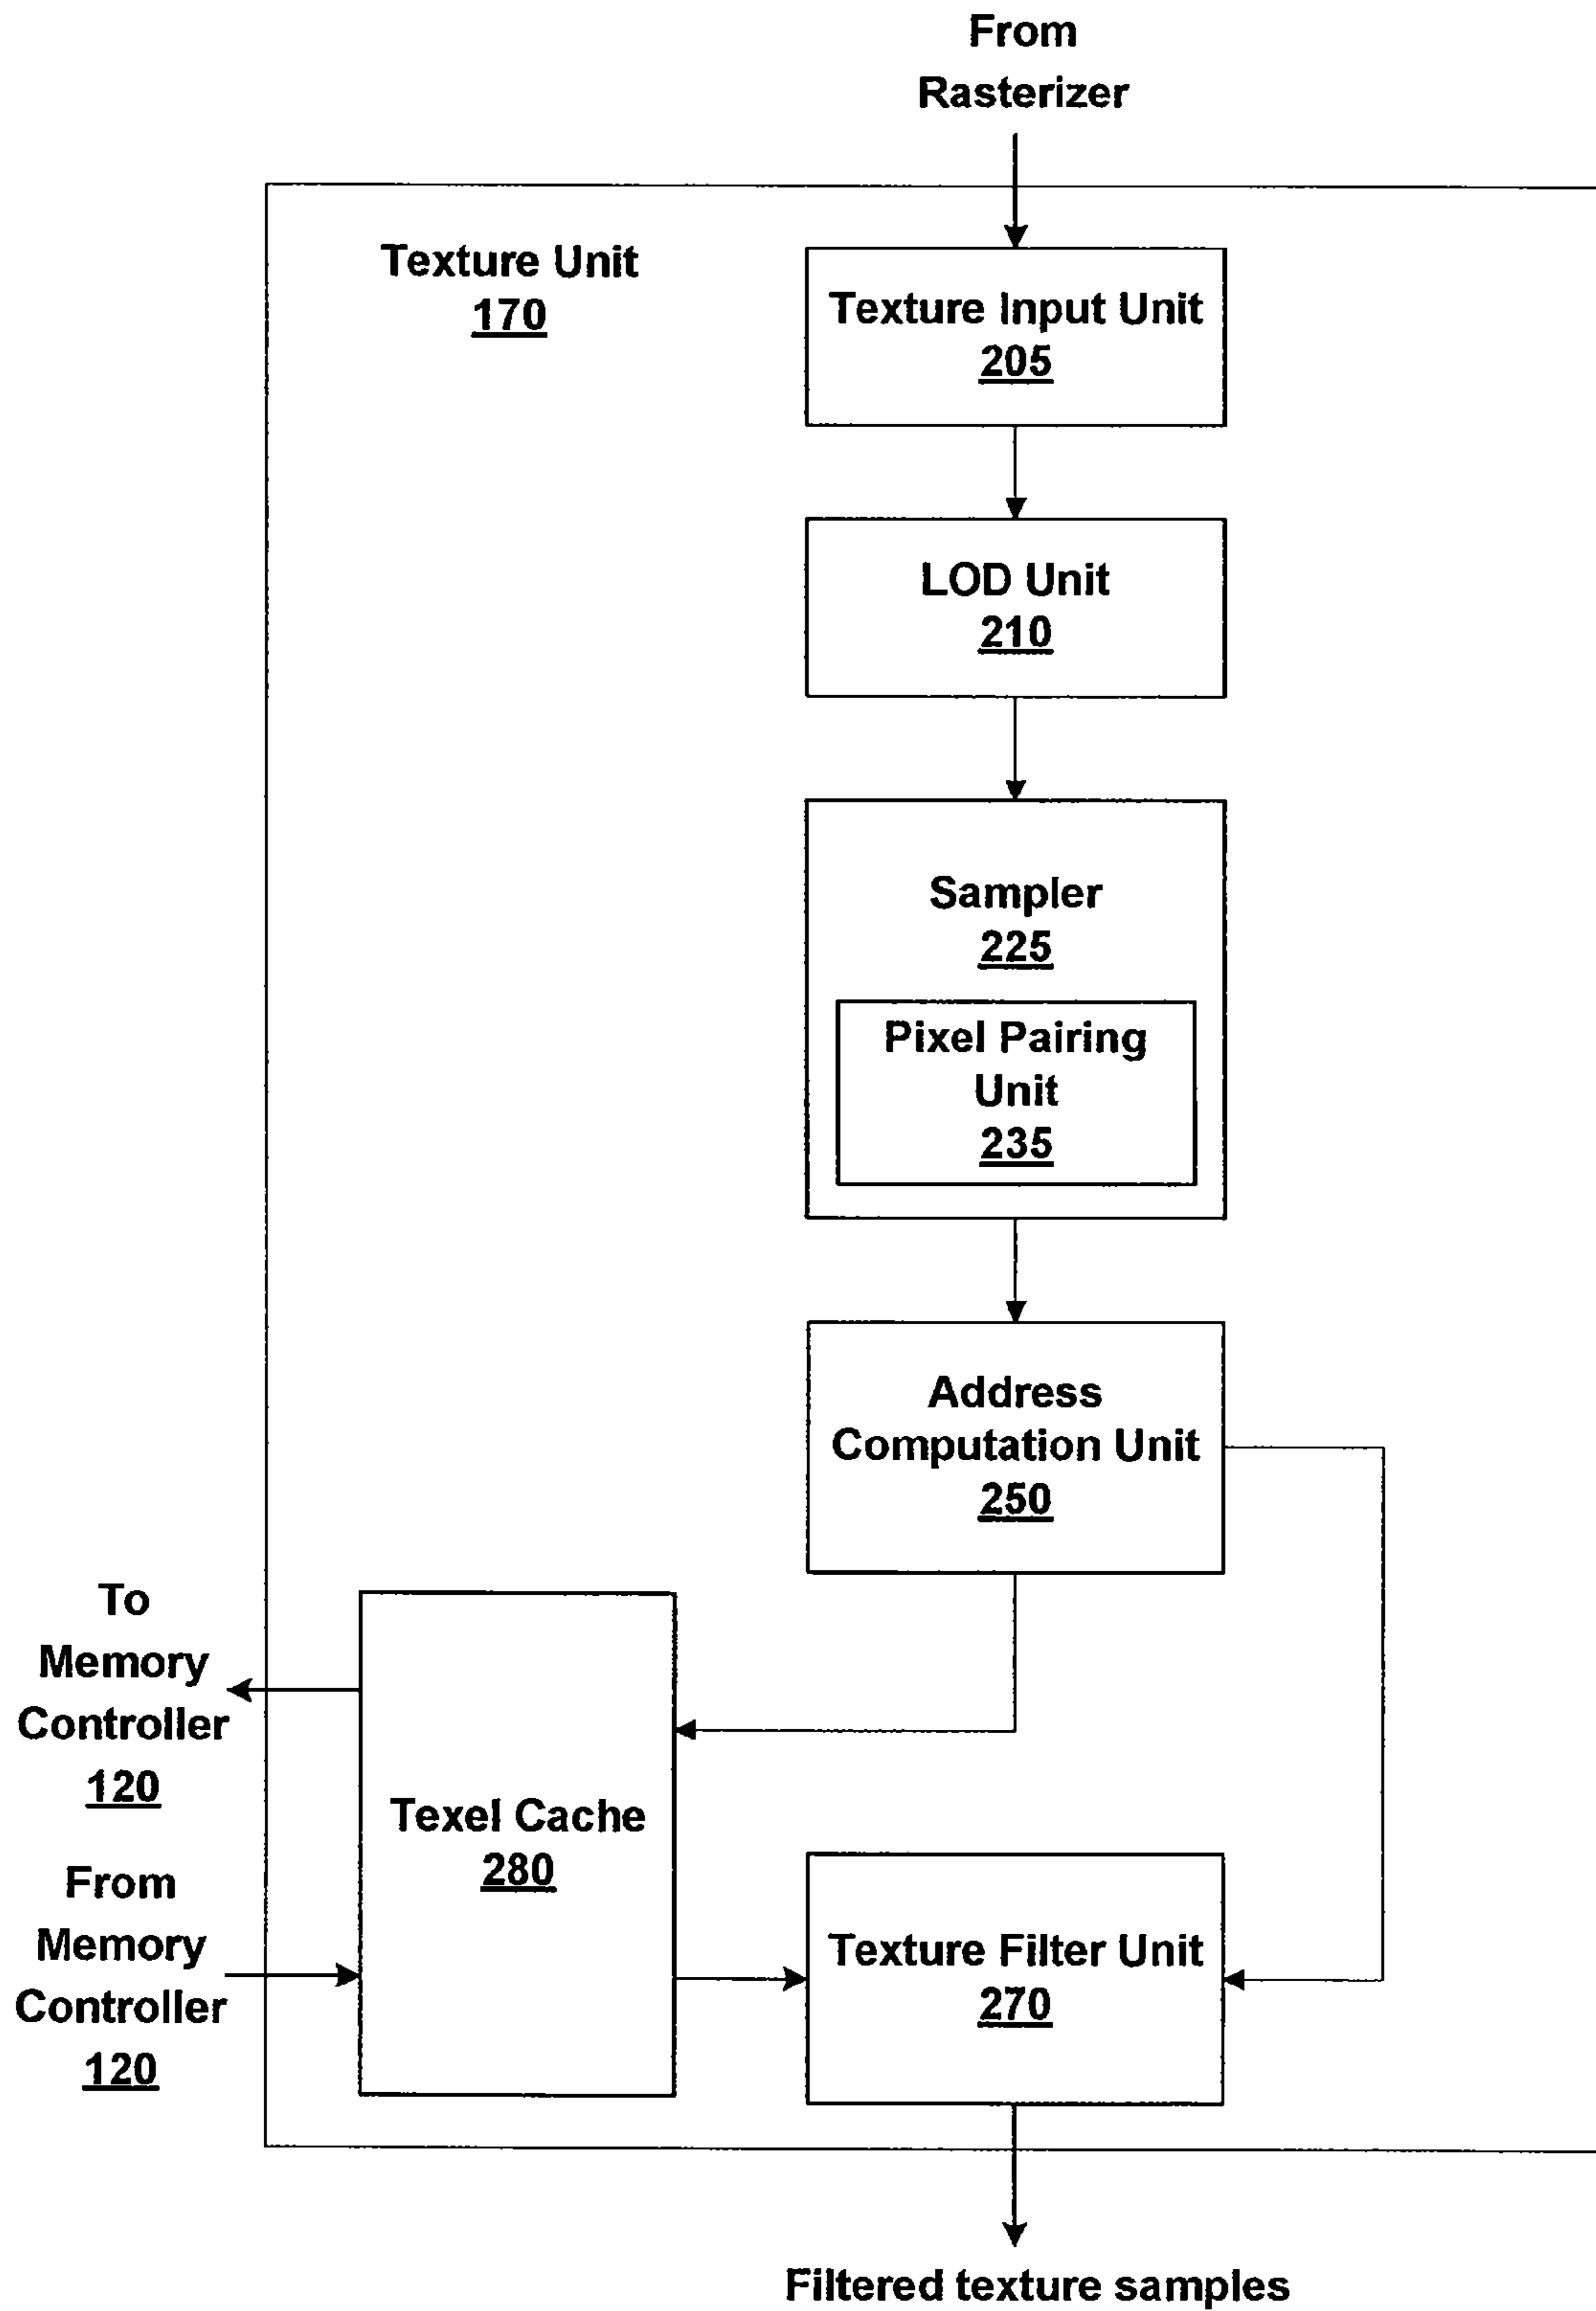 From
Rasterizer
Texture Unit
170
Texture Input Unit
205
LOD Unit
210
Sampler
225
Pixel Pairing
Unit
235
Address
Computation Unit
250
To
Memory
Controller
120
Texel Cache
280
From
Memory
Controller
120
Texture Filter Unit
270
Filtered texture samples